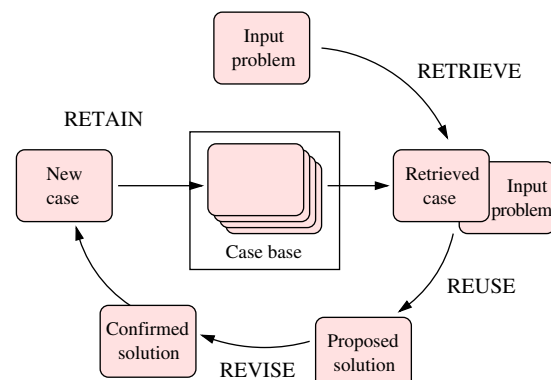 Input
problem
RETRIEVE
RETAIN
New
case
Case base
Retrieved
case
Input
problem
REUSE
Confirmed
solution
REVISE
Proposed
solution